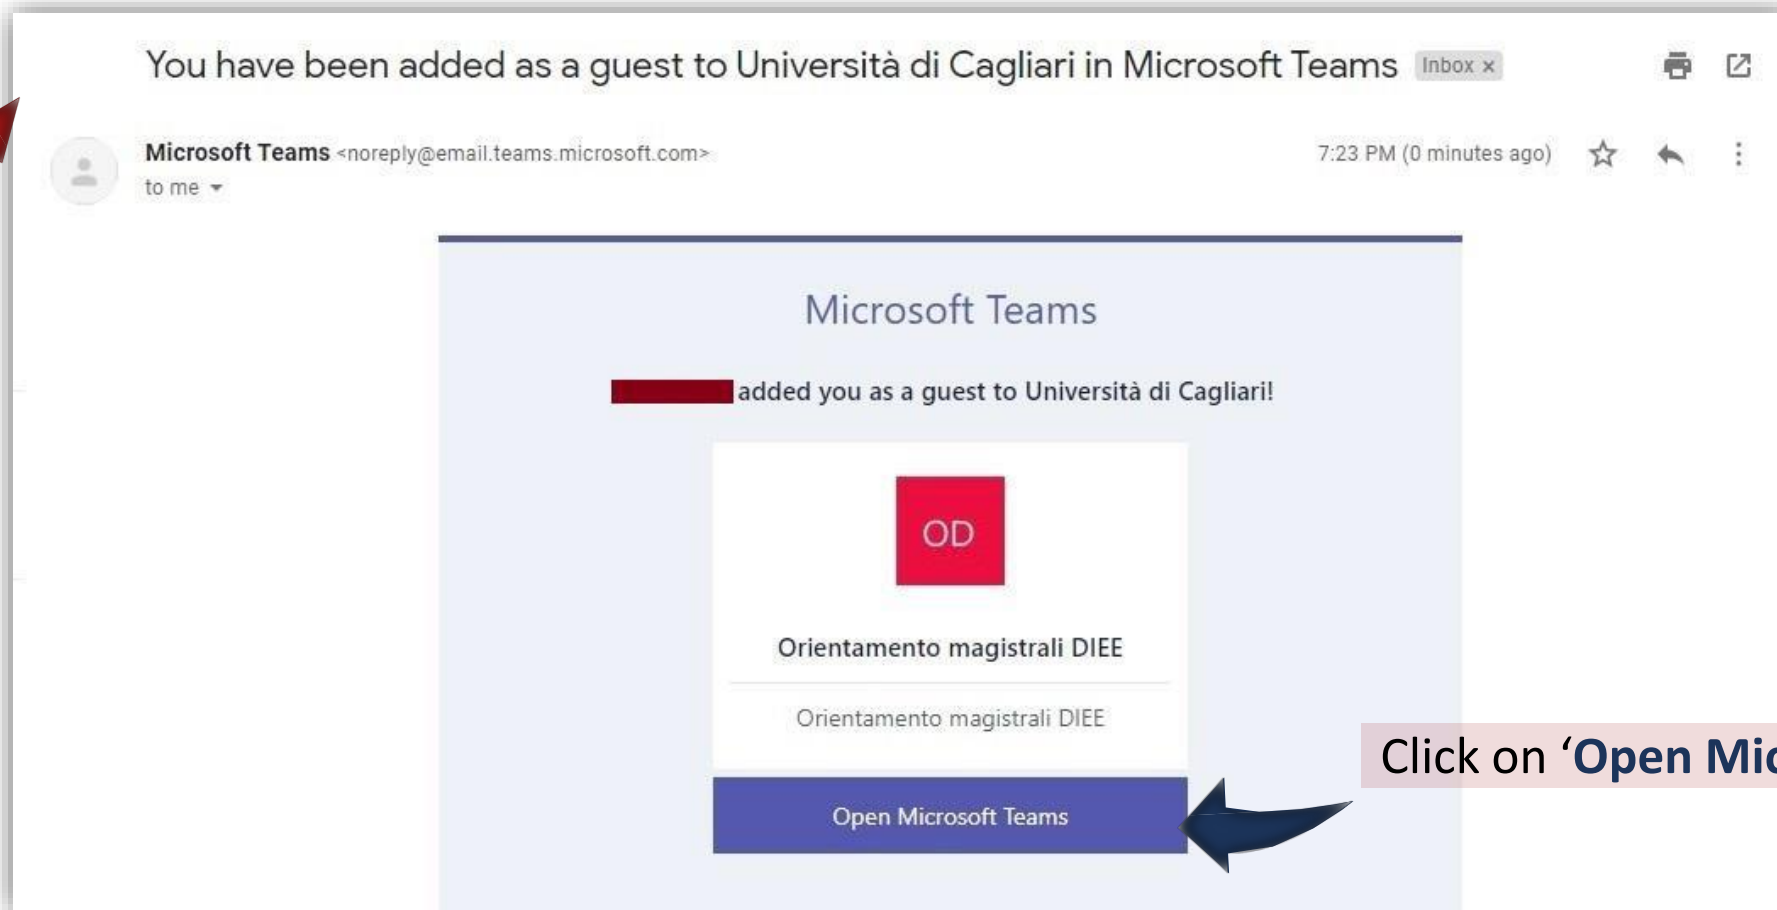 You have been added as a guest to Università di Cagliari in Microsoft Teams Inbox ×
Microsoft Teams <noreply@email.teams.microsoft.com> 7:23 PM (0 minutes ago)
to me
Microsoft Teams
added you as a guest to Università di Cagliari!
OD
Orientamento magistrali DIEE
Orientamento magistrali DIEE
Click on ‘Open Mic
Open Microsoft Teams